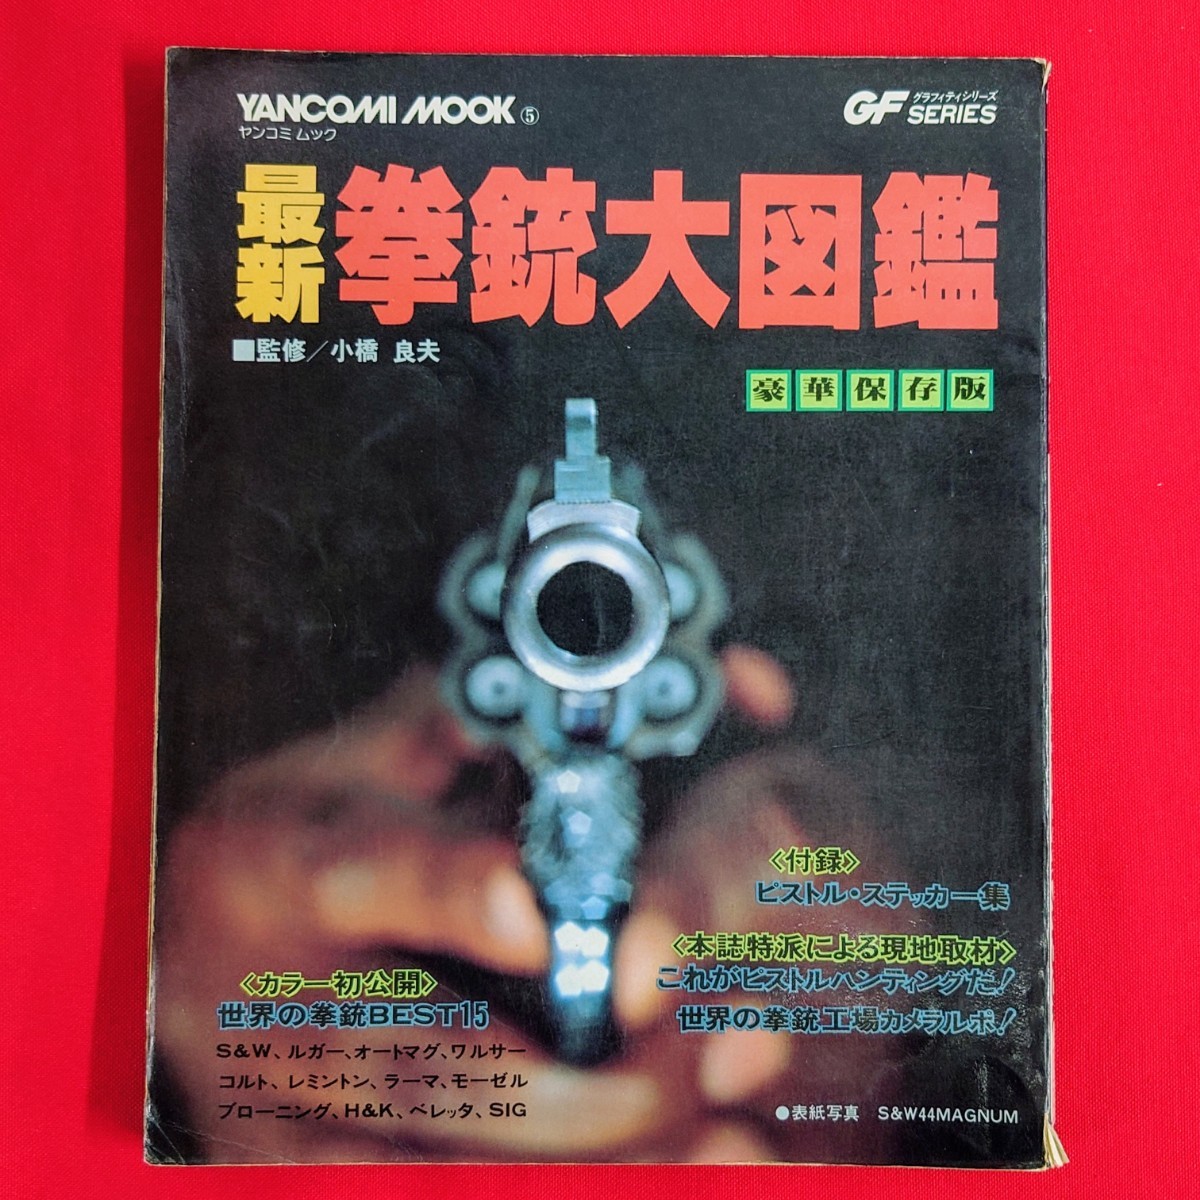 YANCOMI MOOK ⑤
ヤンコミ ムック
GF グラフィティシリーズ
SERIES
最新 拳銃大図鑑
■監修／小橋 良夫
豪華保存版
〈付録〉
ピストル・ステッカー集
〈本誌特派による現地取材〉
これがピストルハンティングだ!
世界の拳銃工場カメラルポ!
〈カラー初公開〉
世界の拳銃BEST15
S&W、ルガー、オートマグ、ワルサー
コルト、レミントン、ラーマ、モーゼル
ブローニング、H&K、ベレッタ、SIG
●表紙写真 S&W44MAGNUM